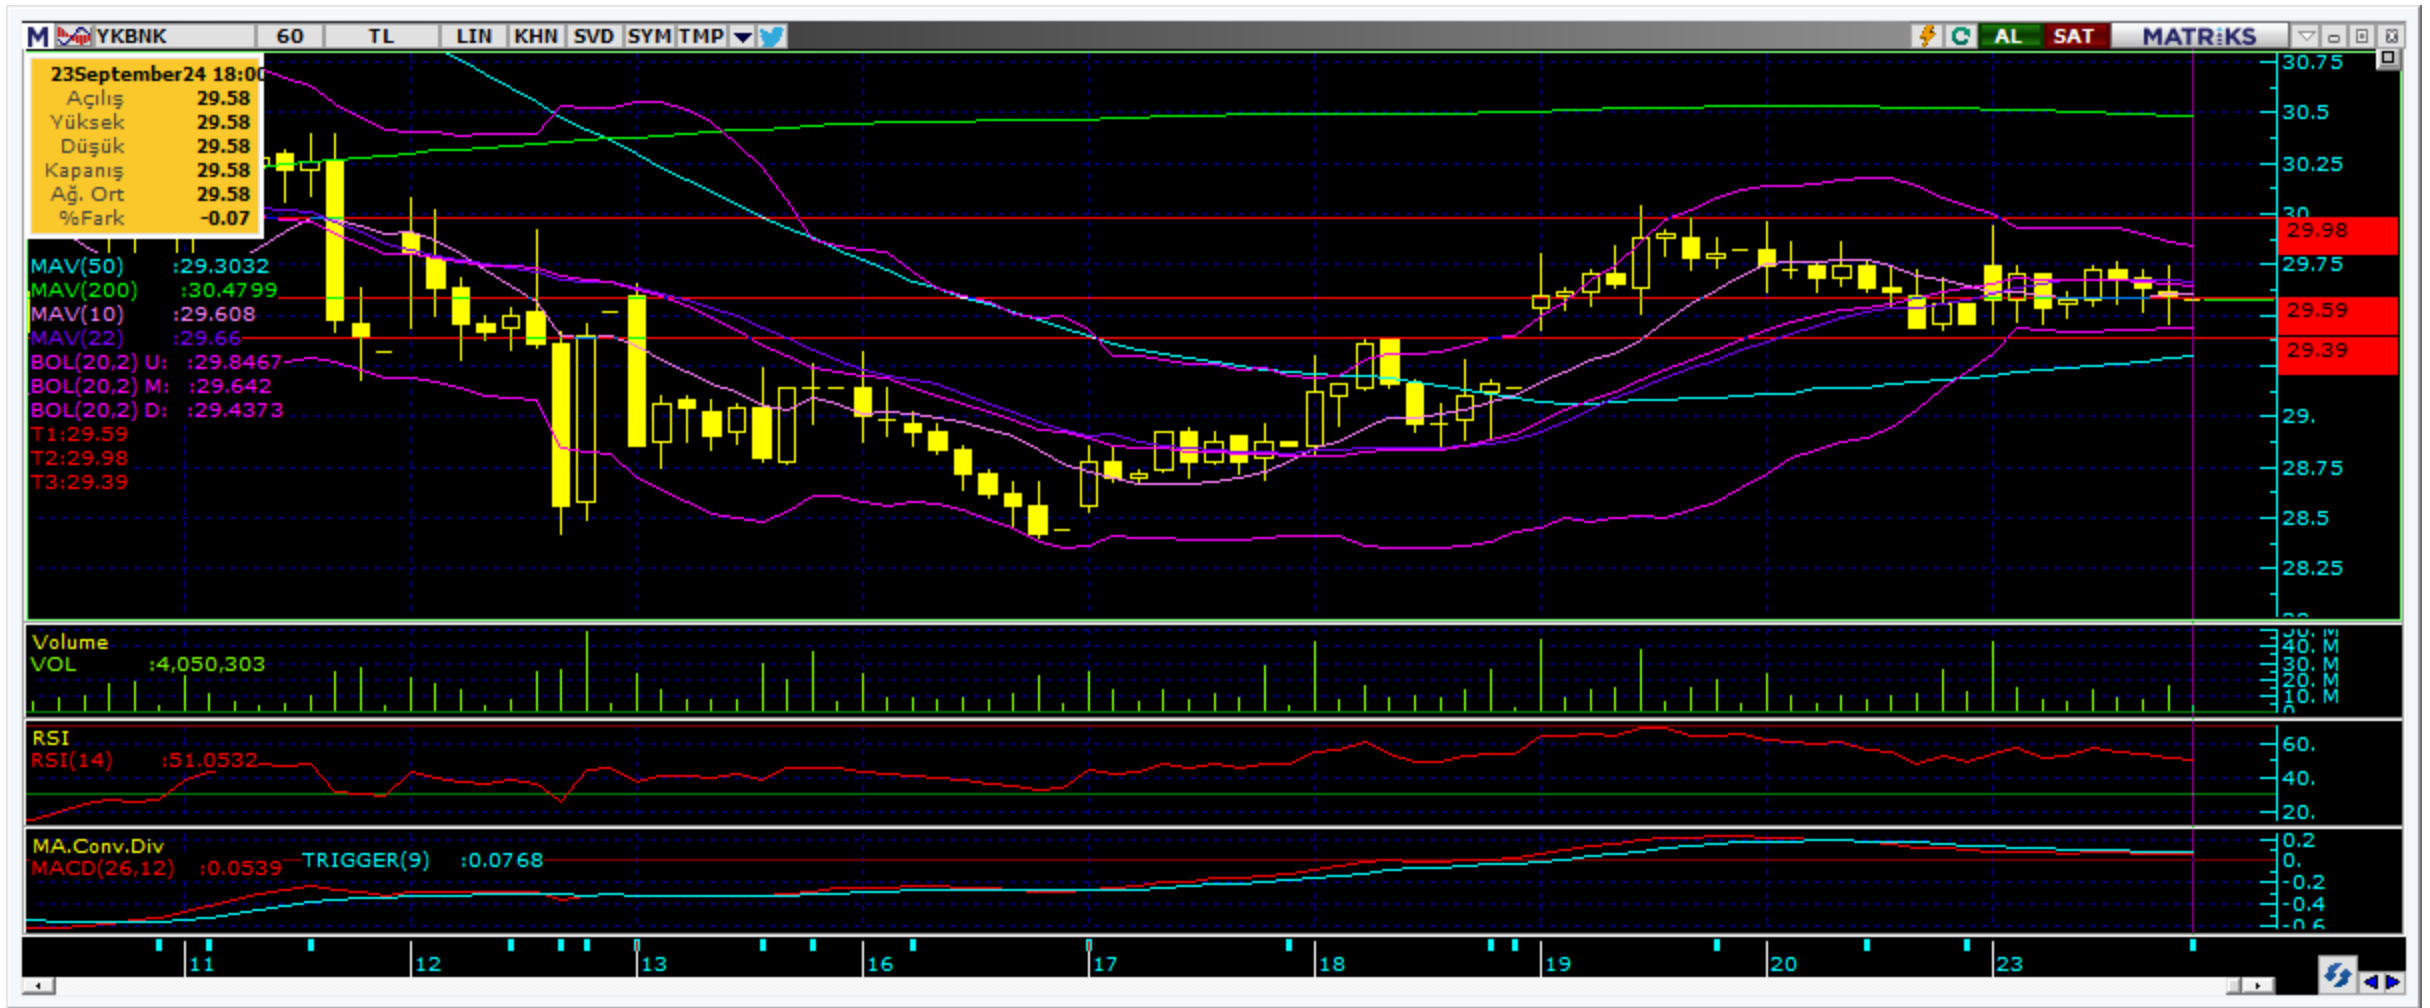 M YKBNK 60 TL LIN KHN SVD SYM TMP AL SAT MATRiKS
23September24 18:00
Açılış 29.58
Yüksek 29.58
Düşük 29.58
Kapanış 29.58
Ağ. Ort 29.58
%Fark -0.07
MAV(50) :29.3032
MAV(200) :30.4799
MAV(10) :29.608
MAV(22) :29.66
BOL(20,2) U: :29.8467
BOL(20,2) M: :29.642
BOL(20,2) D: :29.4373
T1:29.59
T2:29.98
T3:29.39
30.75
30.5
30.25
30.
29.98
29.75
29.59
29.39
29.
28.75
28.5
28.25
Volume
VOL :4,050,303
40. M
30. M
20. M
10. M
RSI
RSI(14) :51.0532
60.
40.
20.
MA.Conv.Div
MACD(26,12) :0.0539 TRIGGER(9) :0.0768
0.2
0.
-0.2
-0.4
-0.6
11 12 13 16 17 18 19 20 23